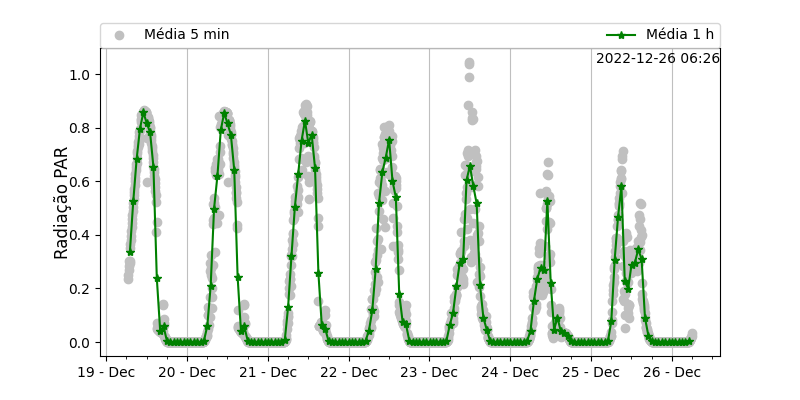 Média 5 min
Média 1 h
2022-12-26 06:26
Radiação PAR
1.0
0.8
0.6
0.4
0.2
0.0
19 - Dec
20 - Dec
21 - Dec
22 - Dec
23 - Dec
24 - Dec
25 - Dec
26 - Dec